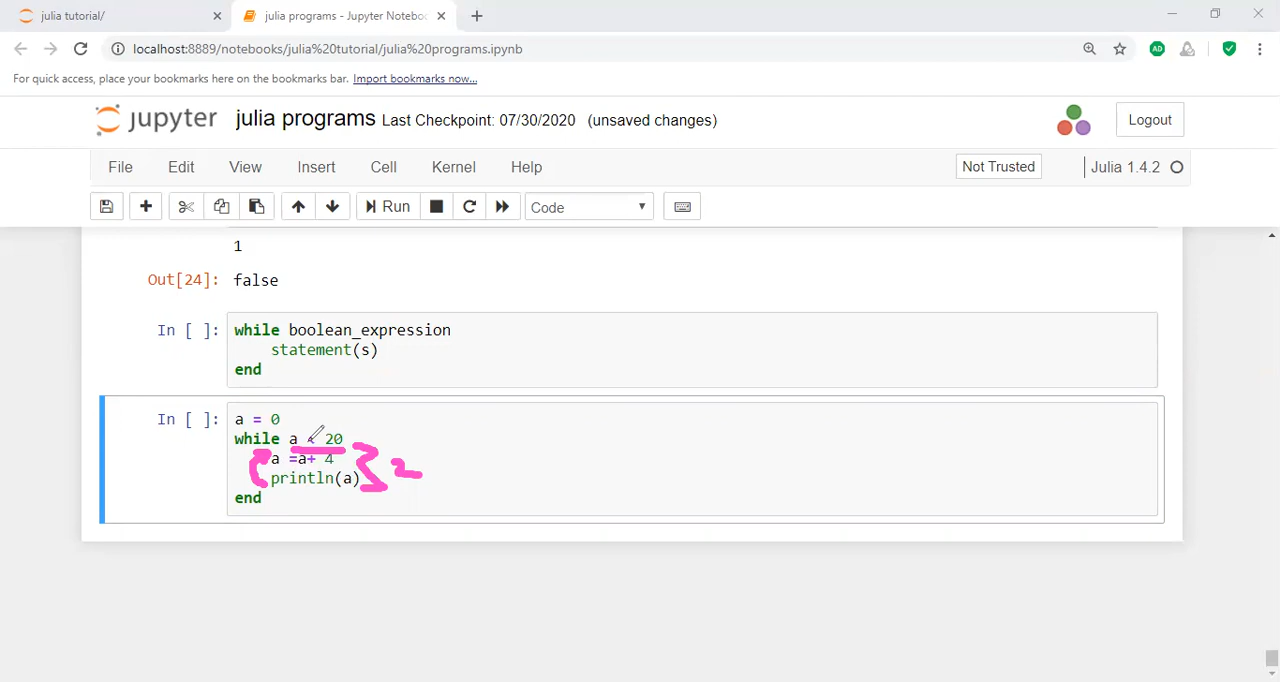 julia tutorial/
julia programs - Jupyter Notebo
localhost:8889/notebooks/julia%20tutorial/julia%20programs.ipynb
AD
For quick access, place your bookmarks here on the bookmarks bar. Import bookmarks now...
jupyter julia programs Last Checkpoint: 07/30/2020 (unsaved changes)
Logout
File Edit View Insert Cell Kernel Help
Not Trusted
Julia 1.4.2
Run
Code
1
Out[24]: false
In [ ]: while boolean_expression
statement(s)
end
In [ ]: a = 0
while a < 20
a =a+ 4
println(a)
2
end